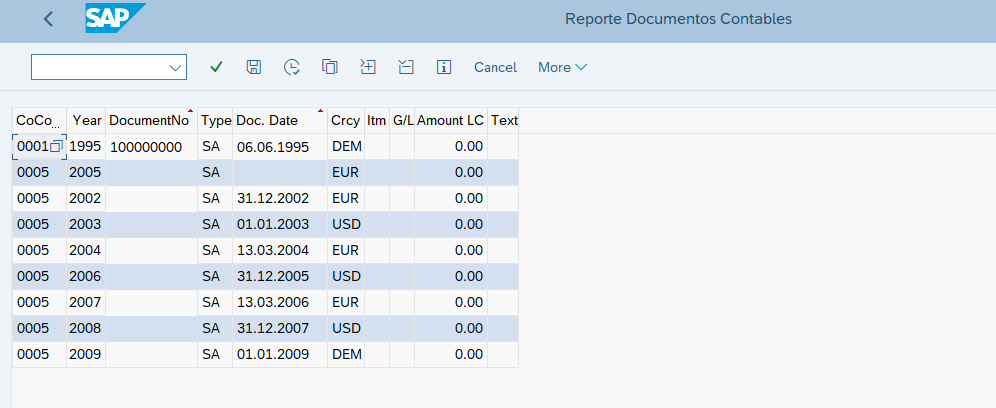 SAP Reporte Documentos Contables
Cancel More
CoCo... Year DocumentNo Type Doc. Date Crcy Itm G/L Amount LC Text
0001 1995 100000000 SA 06.06.1995 DEM 0.00
0005 2005 SA EUR 0.00
0005 2002 SA 31.12.2002 EUR 0.00
0005 2003 SA 01.01.2003 USD 0.00
0005 2004 SA 13.03.2004 EUR 0.00
0005 2006 SA 31.12.2005 USD 0.00
0005 2007 SA 13.03.2006 EUR 0.00
0005 2008 SA 31.12.2007 USD 0.00
0005 2009 SA 01.01.2009 DEM 0.00